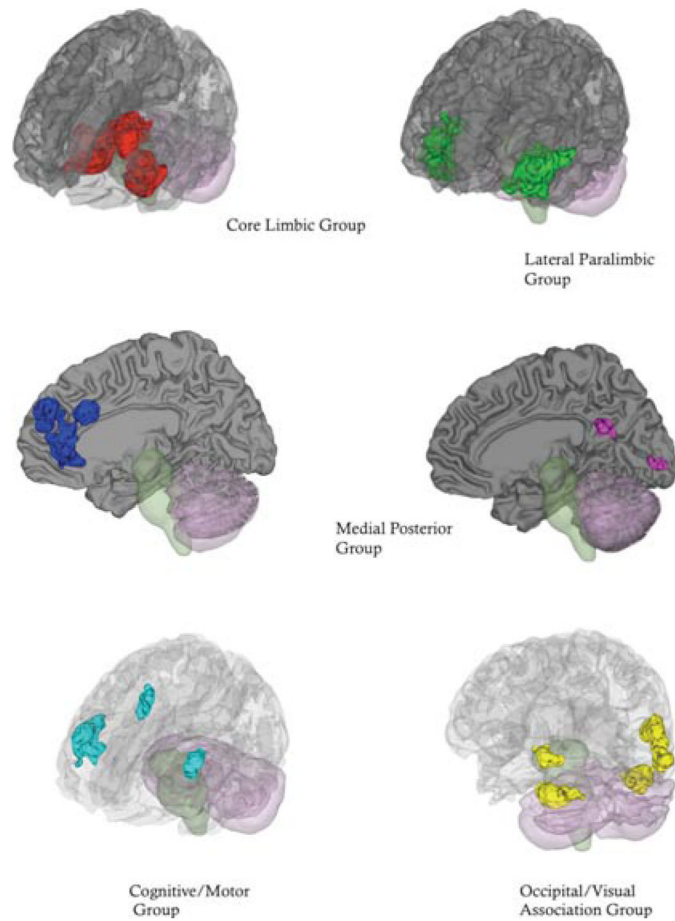 Core Limbic Group
Lateral Paralimbic
Group
Medial Posterior
Group
Cognitive/Motor
Group
Occipital/Visual
Association Group